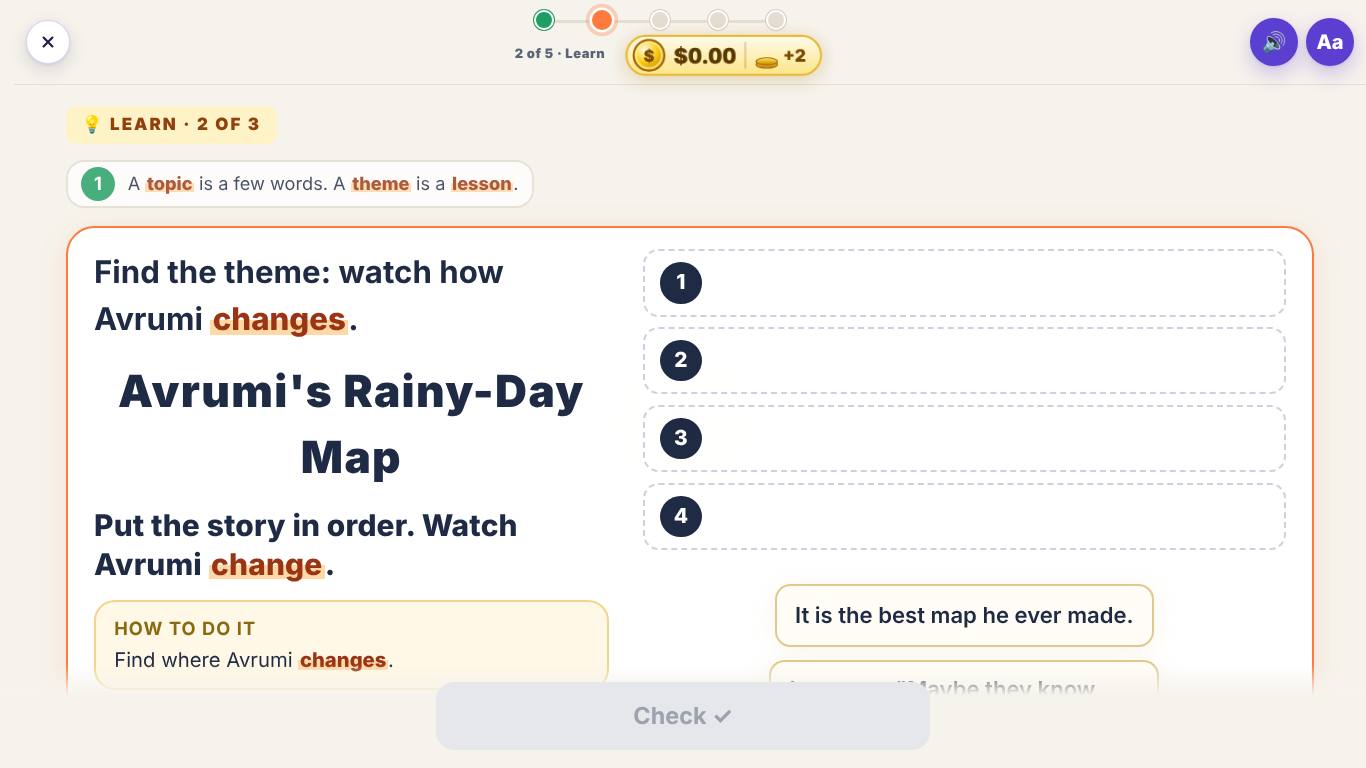 2 of 5 · Learn
$0.00
+2
Aa
LEARN · 2 OF 3
1 A topic is a few words. A theme is a lesson.
Find the theme: watch how
Avrumi changes.
Avrumi's Rainy-Day
Map
Put the story in order. Watch
Avrumi change.
HOW TO DO IT
Find where Avrumi changes.
1
2
3
4
It is the best map he ever made.
"Maybe they know
Check ✓